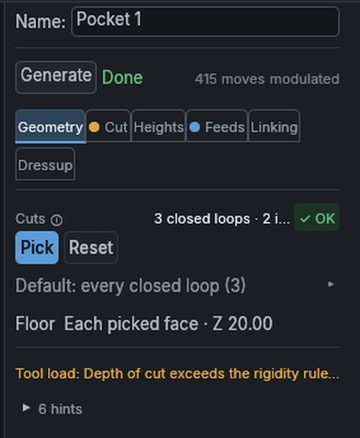 Name: Pocket 1
Generate Done 415 moves modulated
Geometry Cut Heights Feeds Linking
Dressup
Cuts 3 closed loops · 2 i... ✓ OK
Pick Reset
Default: every closed loop (3)
Floor Each picked face · Z 20.00
Tool load: Depth of cut exceeds the rigidity rule...
6 hints